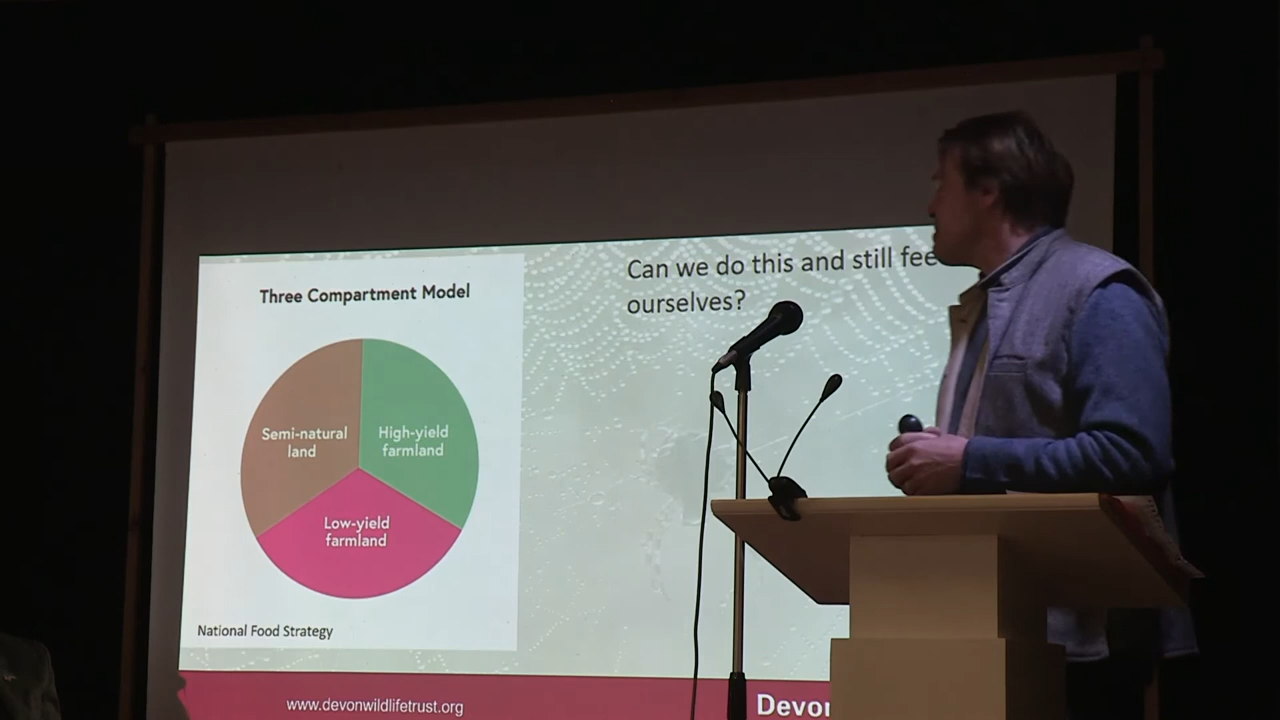 Three Compartment Model
Semi-natural
land
High-yield
farmland
Low-yield
farmland
National Food Strategy
Can we do this and still fee
ourselves?
www.devonwildlifetrust.org
Devon